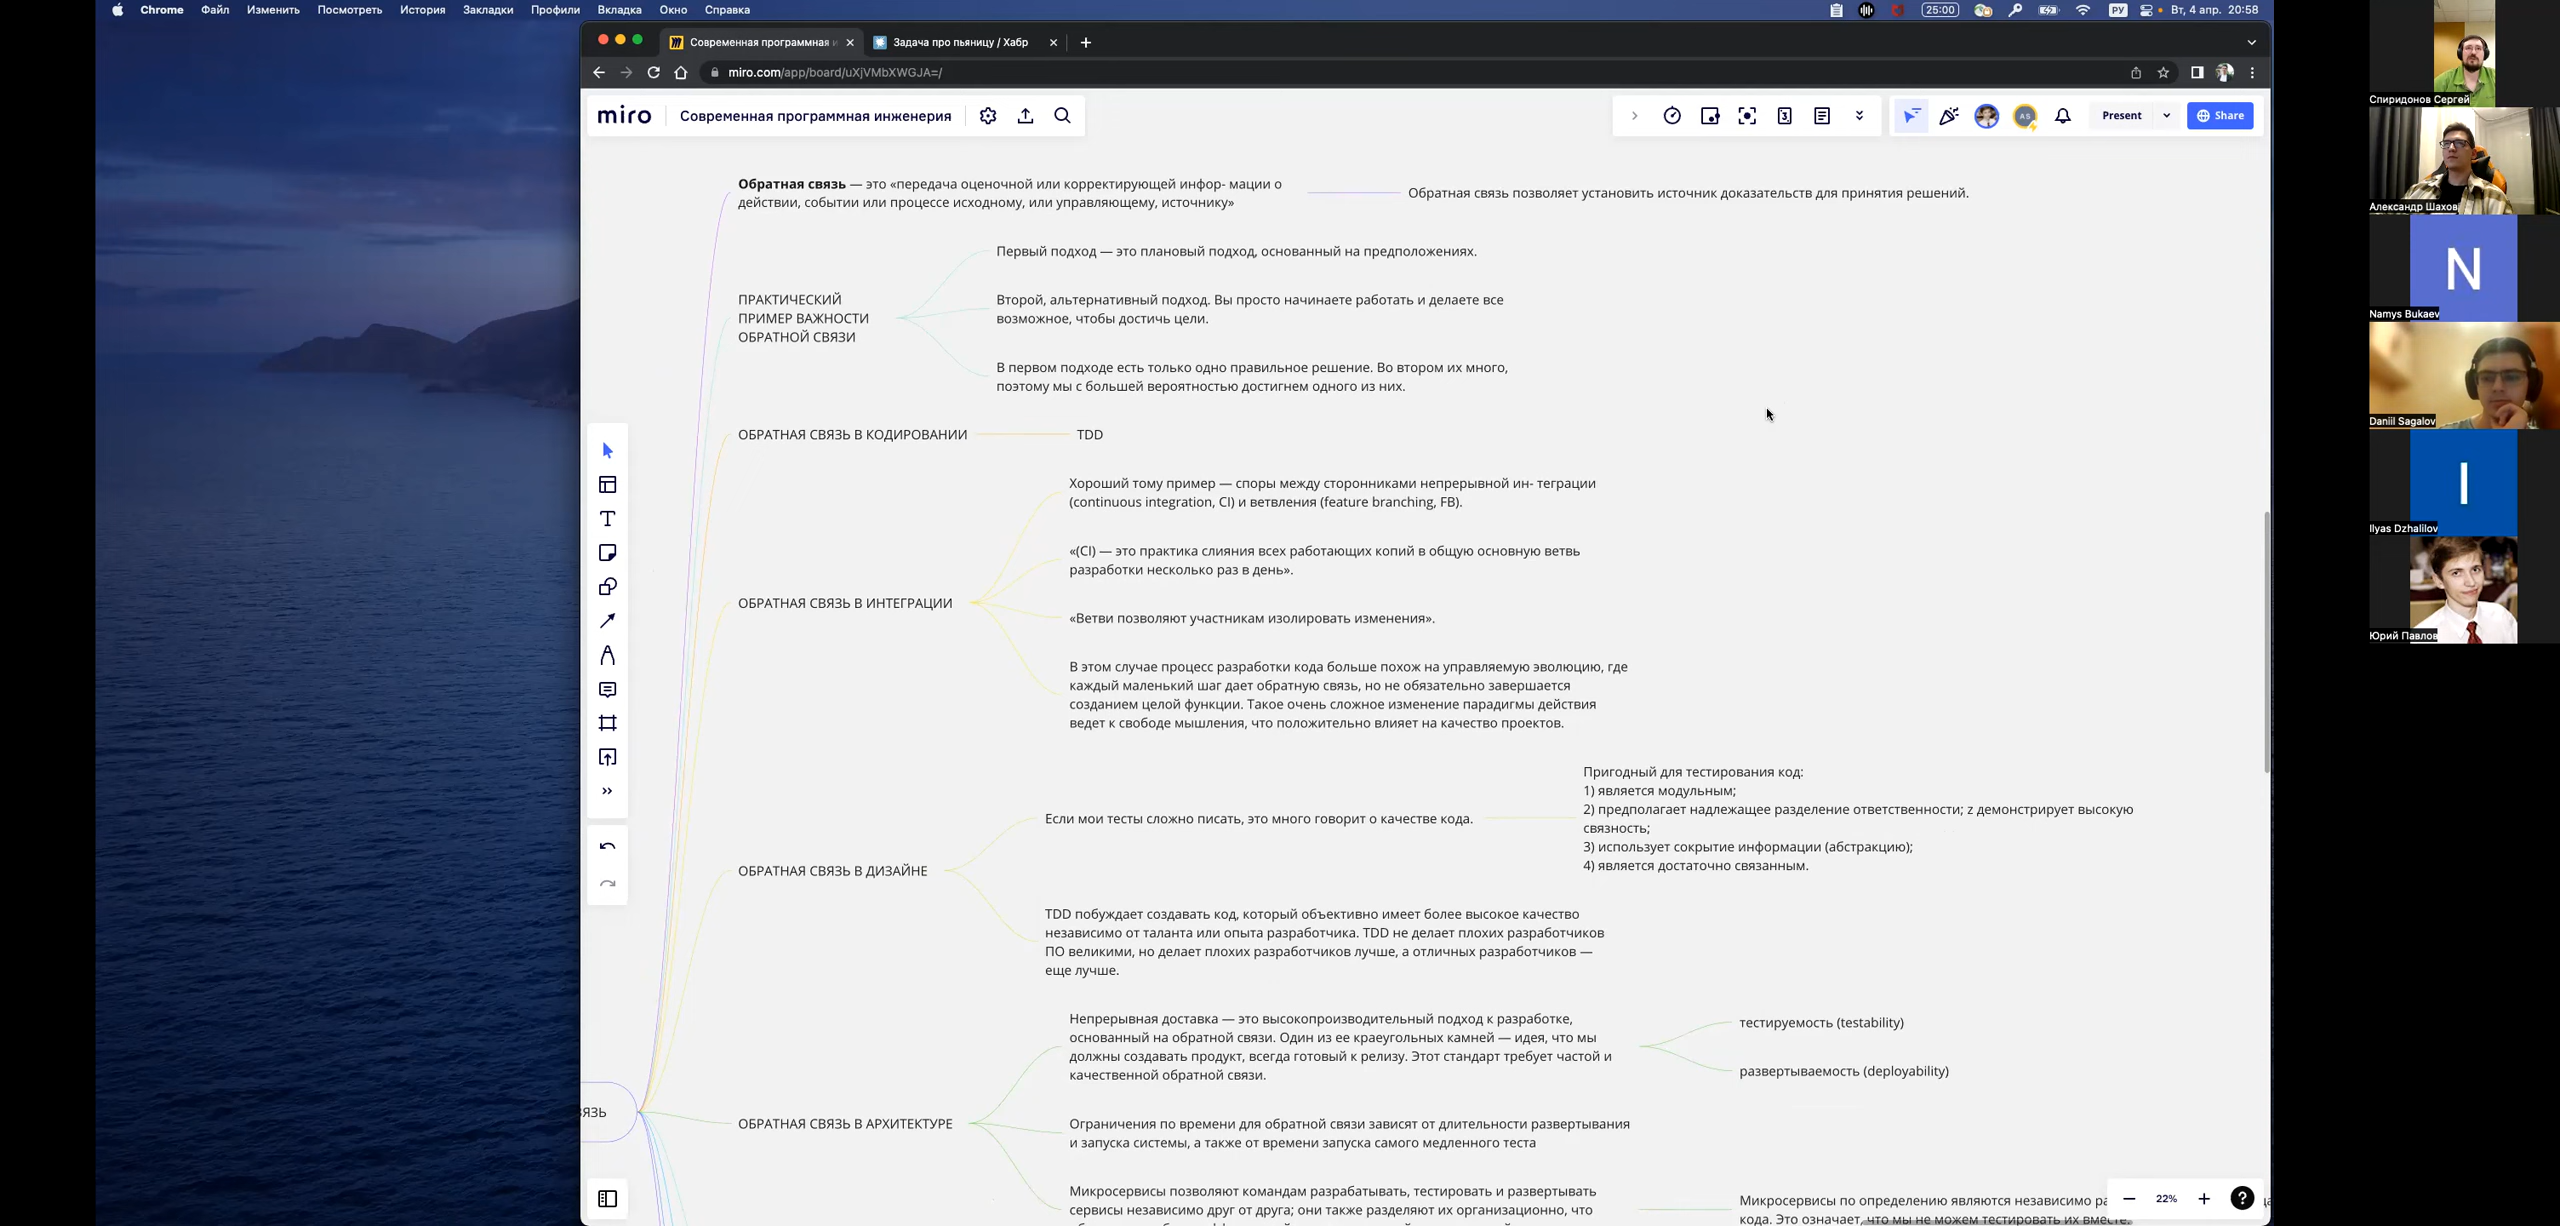 Chrome Файл Изменить Посмотреть История Закладки Профили Вкладка Окно Справка
25:00 РУ Вт, 4 апр. 20:58
Современная программная и
Задача про пьяницу / Хабр
miro.com/app/board/uXjVMbXWGJA=/
miro Современная программная инженерия
3 AS Present Share
Обратная связь — это «передача оценочной или корректирующей инфор- мации о
действии, событии или процессе исходному, или управляющему, источнику»
Обратная связь позволяет установить источник доказательств для принятия решений.
ПРАКТИЧЕСКИЙ
ПРИМЕР ВАЖНОСТИ
ОБРАТНОЙ СВЯЗИ
Первый подход — это плановый подход, основанный на предположениях.
Второй, альтернативный подход. Вы просто начинаете работать и делаете все
возможное, чтобы достичь цели.
В первом подходе есть только одно правильное решение. Во втором их много,
поэтому мы с большей вероятностью достигнем одного из них.
ОБРАТНАЯ СВЯЗЬ В КОДИРОВАНИИ
TDD
ОБРАТНАЯ СВЯЗЬ В ИНТЕГРАЦИИ
Хороший тому пример — споры между сторонниками непрерывной ин- теграции
(continuous integration, CI) и ветвления (feature branching, FB).
«(CI) — это практика слияния всех работающих копий в общую основную ветвь
разработки несколько раз в день».
«Ветви позволяют участникам изолировать изменения».
В этом случае процесс разработки кода больше похож на управляемую эволюцию, где
каждый маленький шаг дает обратную связь, но не обязательно завершается
созданием целой функции. Такое очень сложное изменение парадигмы действия
ведет к свободе мышления, что положительно влияет на качество проектов.
ОБРАТНАЯ СВЯЗЬ В ДИЗАЙНЕ
Если мои тесты сложно писать, это много говорит о качестве кода.
Пригодный для тестирования код:
1) является модульным;
2) предполагает надлежащее разделение ответственности; z демонстрирует высокую
связность;
3) использует сокрытие информации (абстракцию);
4) является достаточно связанным.
TDD побуждает создавать код, который объективно имеет более высокое качество
независимо от таланта или опыта разработчика. TDD не делает плохих разработчиков
ПО великими, но делает плохих разработчиков лучше, а отличных разработчиков —
еще лучше.
ЯЗЬ
ОБРАТНАЯ СВЯЗЬ В АРХИТЕКТУРЕ
Непрерывная доставка — это высокопроизводительный подход к разработке,
основанный на обратной связи. Один из ее краеугольных камней — идея, что мы
должны создавать продукт, всегда готовый к релизу. Этот стандарт требует частой и
качественной обратной связи.
тестируемость (testability)
развертываемость (deployability)
Ограничения по времени для обратной связи зависят от длительности развертывания
и запуска системы, а также от времени запуска самого медленного теста
Микросервисы позволяют командам разрабатывать, тестировать и развертывать
сервисы независимо друг от друга; они также разделяют их организационно, что
Микросервисы по определению являются независимо ра
кода. Это означает, что мы не можем тестировать их вместе.
22%
Спиридонов Сергей
Александр Шахов
N
Namys Bukaev
Daniil Sagalov
I
Ilyas Dzhalilov
Юрий Павлов